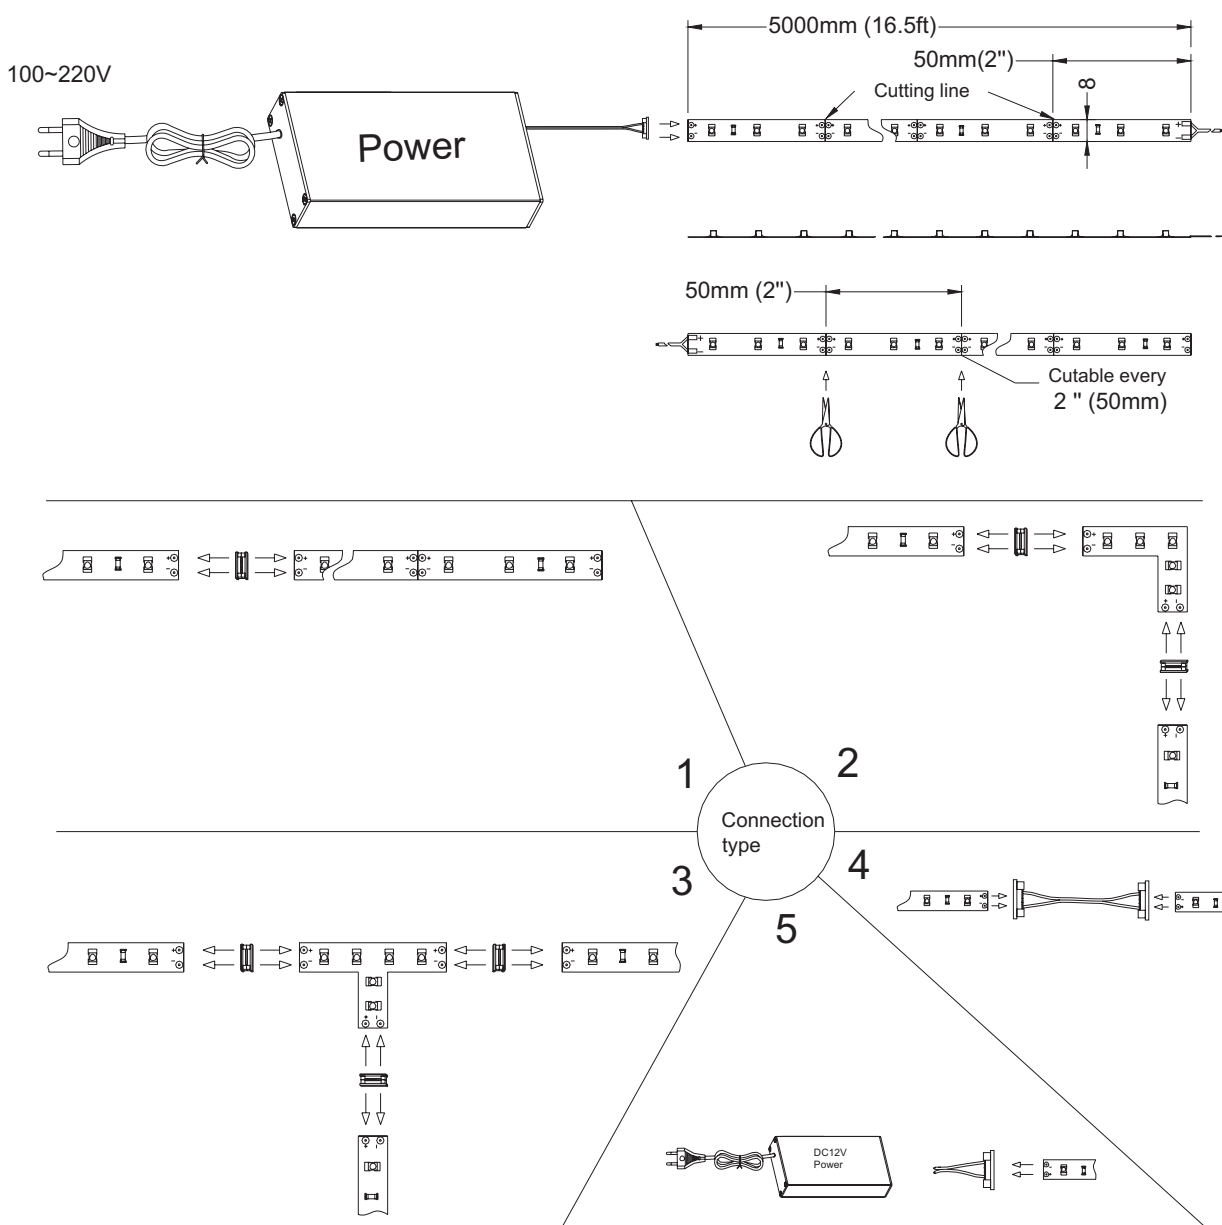 5000mm (16.5ft)
100~220V
50mm(2")
Cutting line
8
Power
50mm (2")
Cutable every
2 " (50mm)
1
2
Connection
type
3
4
5
DC12V
Power